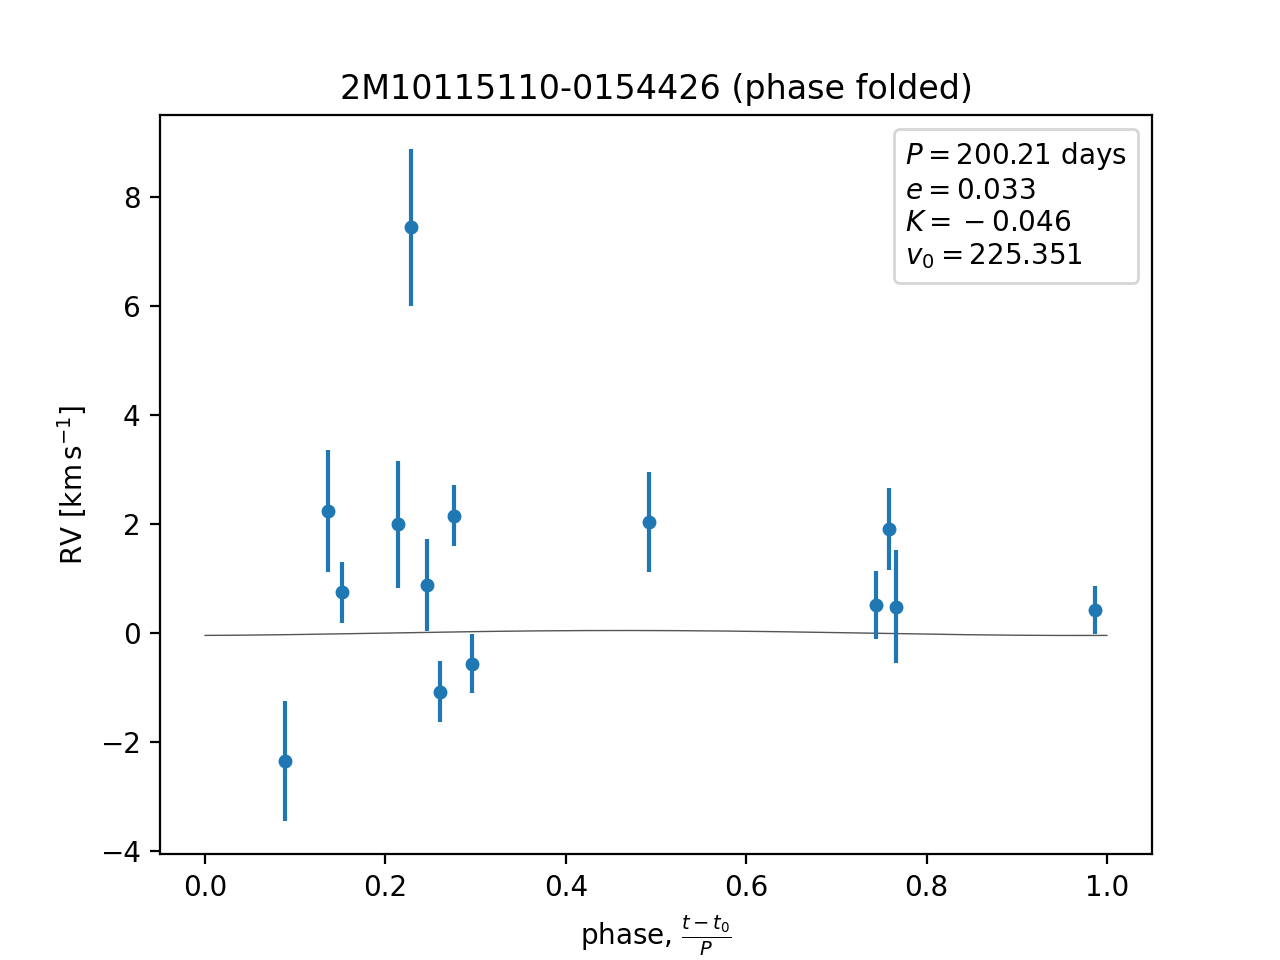 2M10115110-0154426 (phase folded)
P = 200.21 days
e = 0.033
K = −0.046
v₀ = 225.351
8
6
4
2
0
−2
−4
RV [km s⁻¹]
0.0 0.2 0.4 0.6 0.8 1.0
phase, (t − t₀)/P